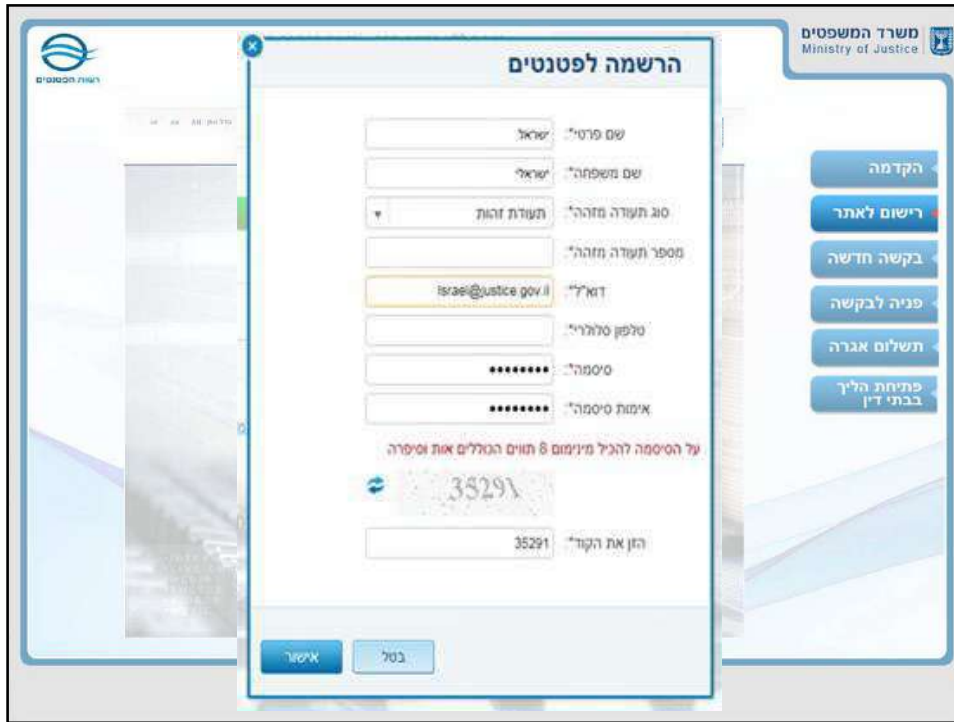 משרד המשפטים
Ministry of Justice
רשות הפטנטים
הרשמה לפטנטים
שם פרטי*: ישראל
שם משפחה*: ישראלי
סוג תעודה מזהה*: תעודת זהות
מספר תעודה מזהה*:
דוא"ל*: Israel@justice.gov.il
טלפון סלולרי*:
סיסמה*: ••••••••
אימות סיסמה*: ••••••••
על הסיסמה להכיל מינימום 8 תווים הכוללים אות וסיפרה
35291
הזן את הקוד*: 35291
אישור
בטל
הקדמה
רישום לאתר
בקשה חדשה
פניה לבקשה
תשלום אגרה
פתיחת הליך
בבתי דין